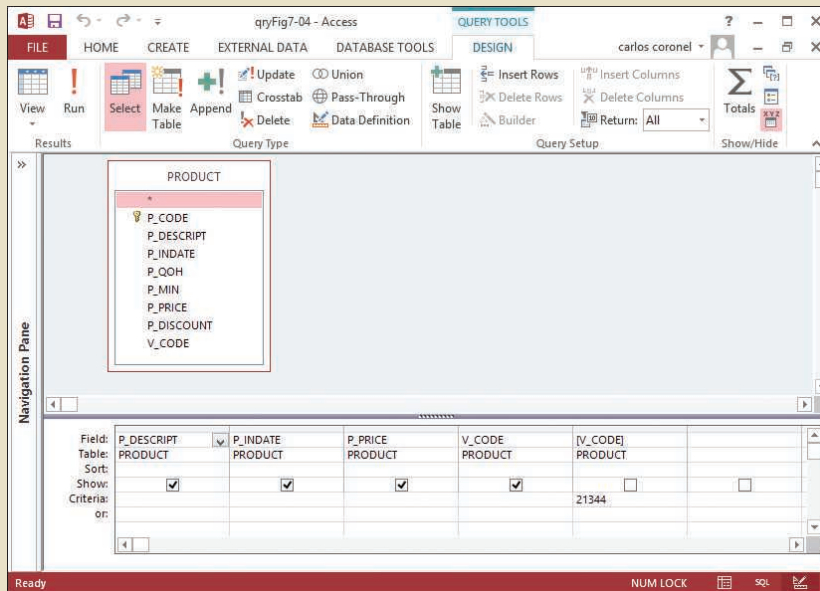 qryFig7-04 - Access
QUERY TOOLS
?
FILE HOME CREATE EXTERNAL DATA DATABASE TOOLS DESIGN carlos coronel
View
Run
Select
Make Table
Append
Update
Crosstab
Delete
Union
Pass-Through
Data Definition
Show Table
Insert Rows
Delete Rows
Builder
Insert Columns
Delete Columns
Return: All
Totals
Results Query Type Query Setup Show/Hide
Navigation Pane
PRODUCT
*
P_CODE
P_DESCRIPT
P_INDATE
P_QOH
P_MIN
P_PRICE
P_DISCOUNT
V_CODE
Field: P_DESCRIPT P_INDATE P_PRICE V_CODE [V_CODE]
Table: PRODUCT PRODUCT PRODUCT PRODUCT PRODUCT
Sort:
Show:
Criteria: 21344
or:
Ready NUM LOCK SQL